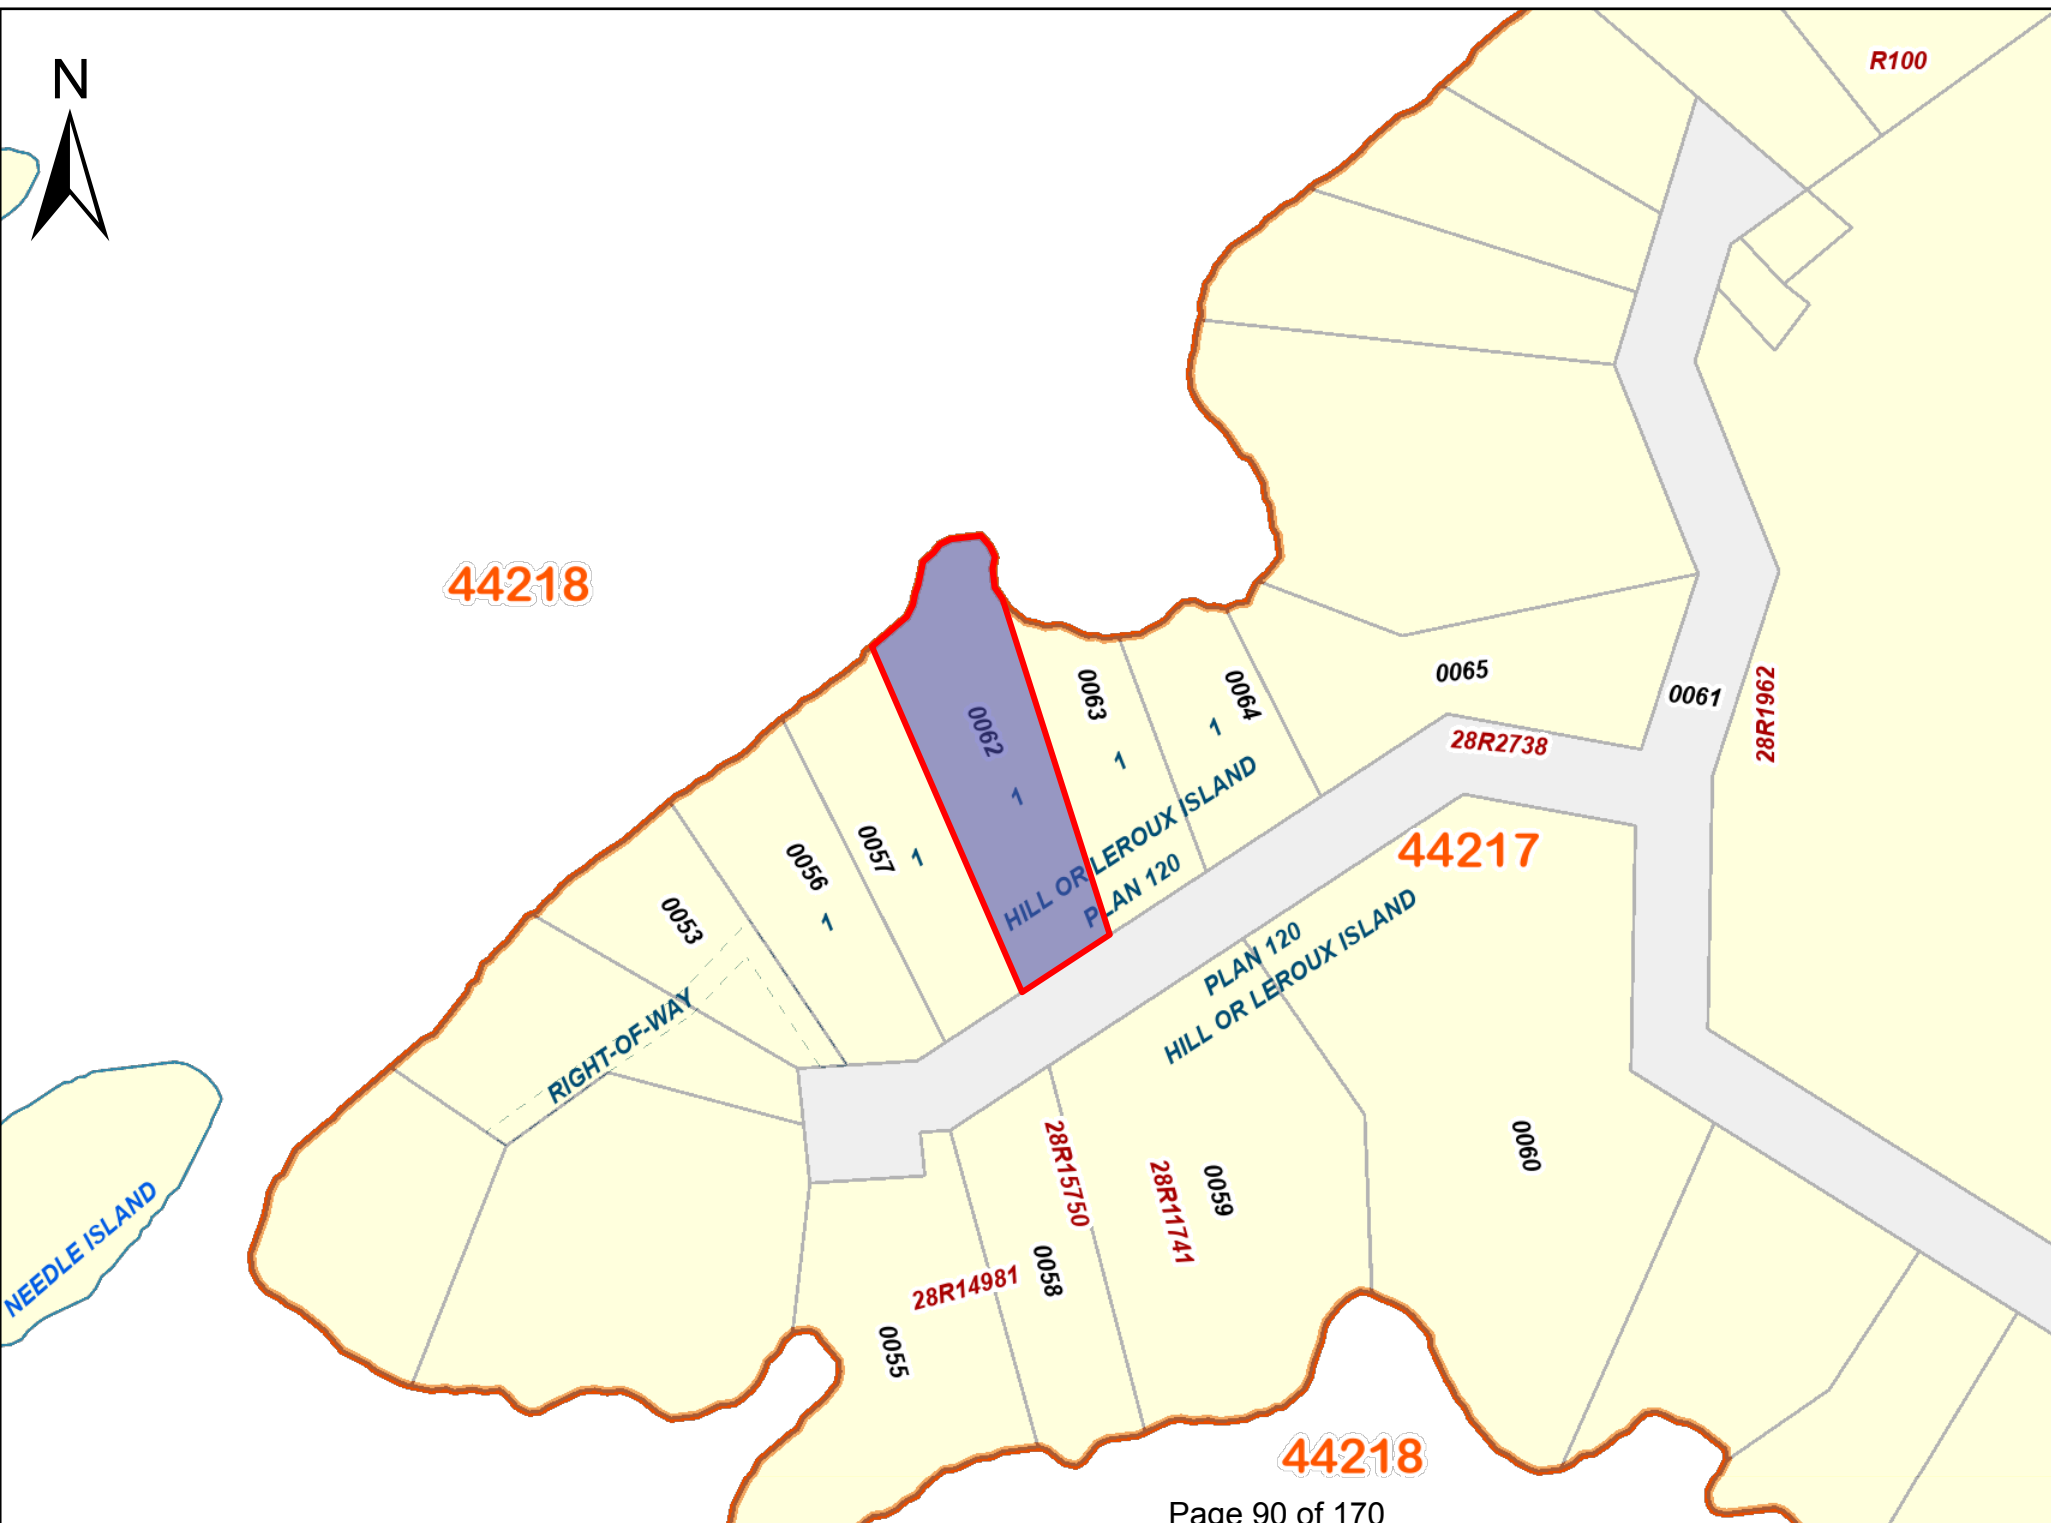 N
R100
44218
0065
0061
28R1962
0063
0064
1
0062
1
28R2738
1
HILL OR LEROUX ISLAND
PLAN 120
44217
0057
1
0056
1
0053
PLAN 120
HILL OR LEROUX ISLAND
RIGHT-OF-WAY
NEEDLE ISLAND
28R15750
28R11741
0059
0060
0058
28R14981
0055
44218
Page 90 of 170